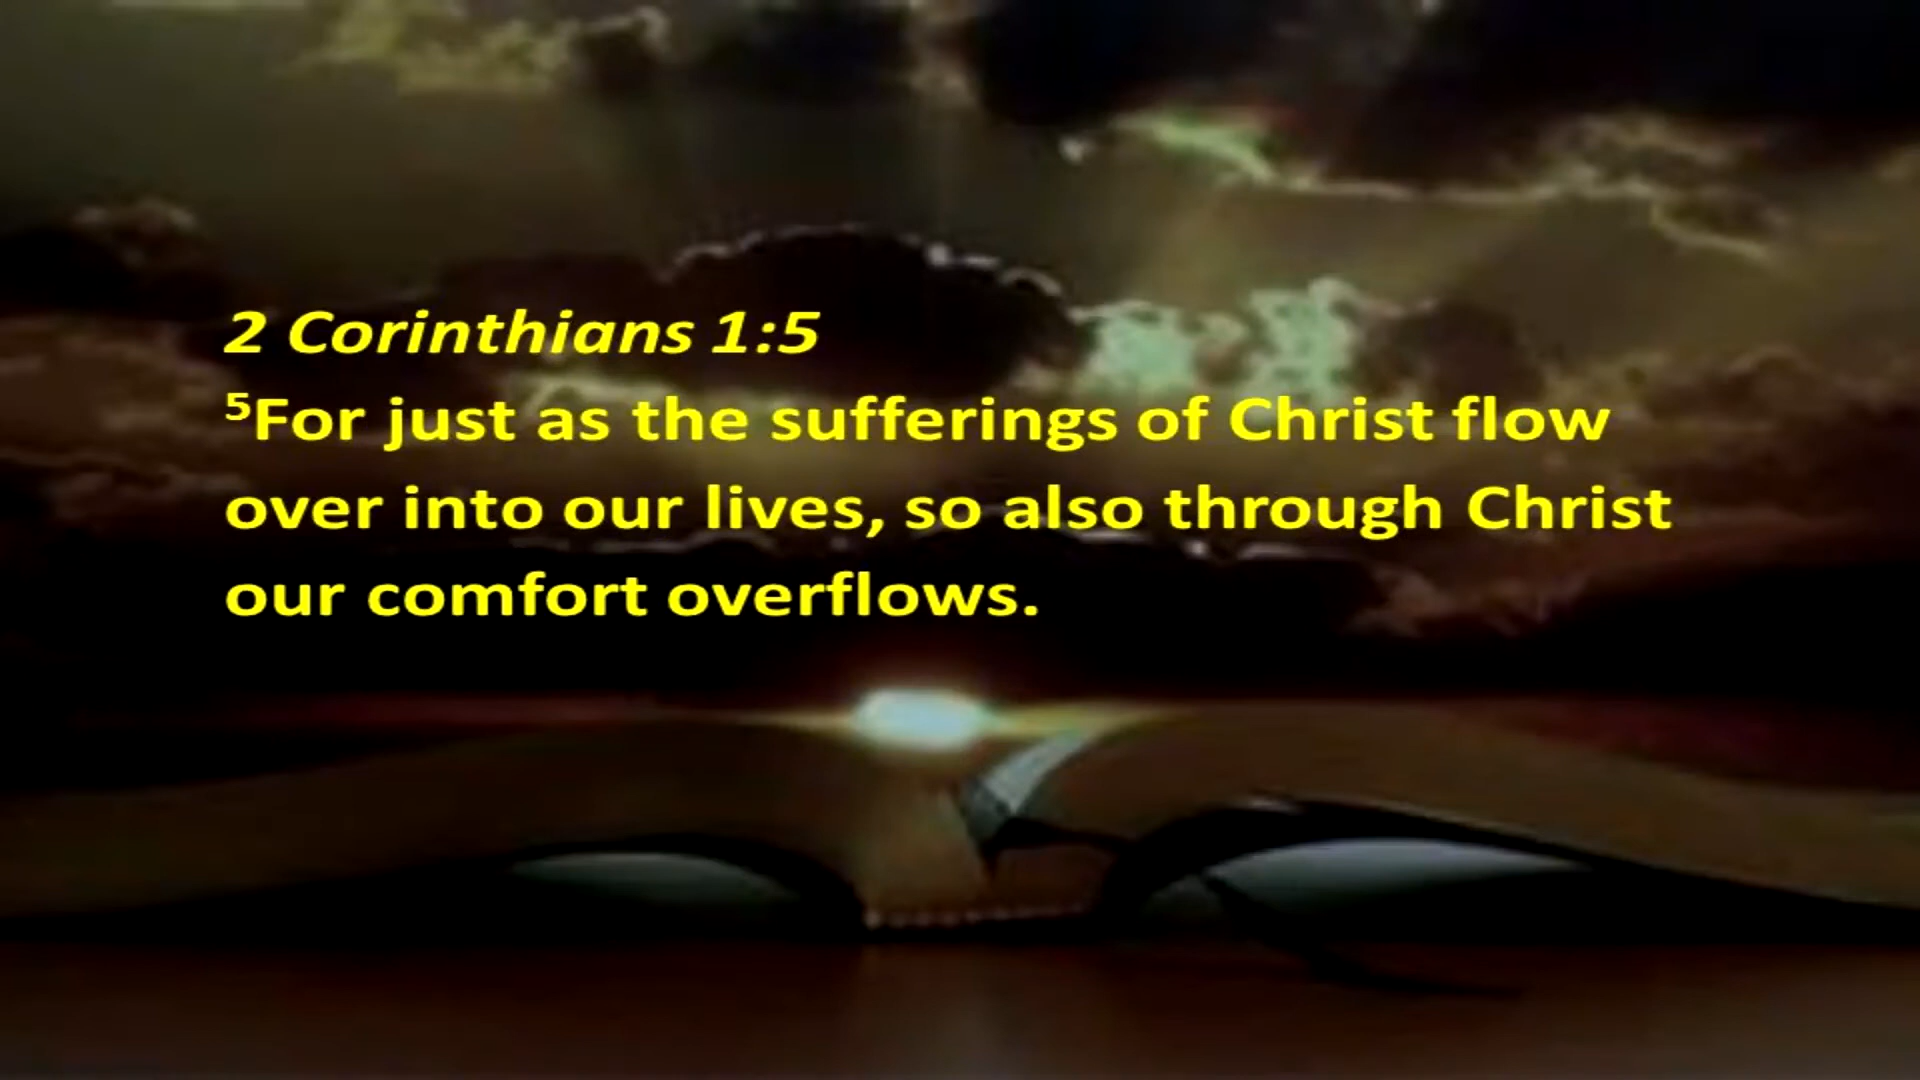 2 Corinthians 1:5
⁵For just as the sufferings of Christ flow
over into our lives, so also through Christ
our comfort overflows.